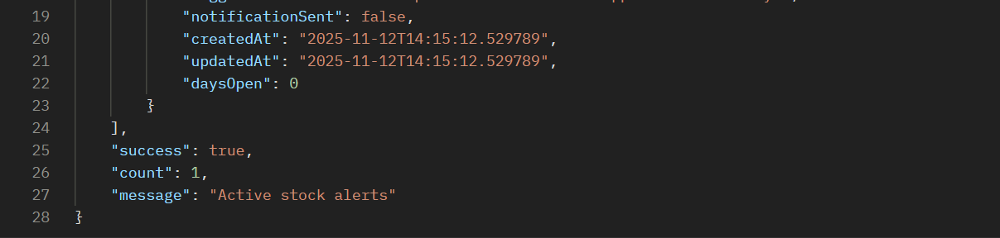 19 "notificationSent": false,
20 "createdAt": "2025-11-12T14:15:12.529789",
21 "updatedAt": "2025-11-12T14:15:12.529789",
22 "daysOpen": 0
23 }
24 ],
25 "success": true,
26 "count": 1,
27 "message": "Active stock alerts"
28 }